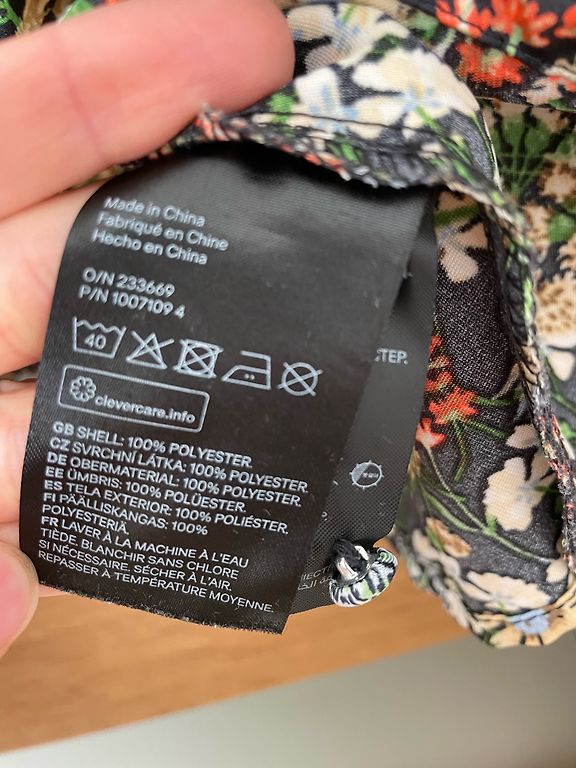 Made in China
Fabriqué en Chine
Hecho en China
O/N 233669
P/N 1007109 4
40
clevercare.info
GB SHELL: 100% POLYESTER.
CZ SVRCHNÍ LÁTKA: 100% POLYESTER.
DE OBERMATERIAL: 100% POLYESTER.
EE ÜMBRIS: 100% POLÜESTER.
ES TELA EXTERIOR: 100% POLIÉSTER.
FI PÄÄLLISKANGAS: 100%
POLYESTERIÄ.
FR LAVER À LA MACHINE À L'EAU
TIÈDE. BLANCHIR SANS CHLORE
SI NÉCESSAIRE. SÉCHER À L'AIR.
REPASSER À TEMPÉRATURE MOYENNE.